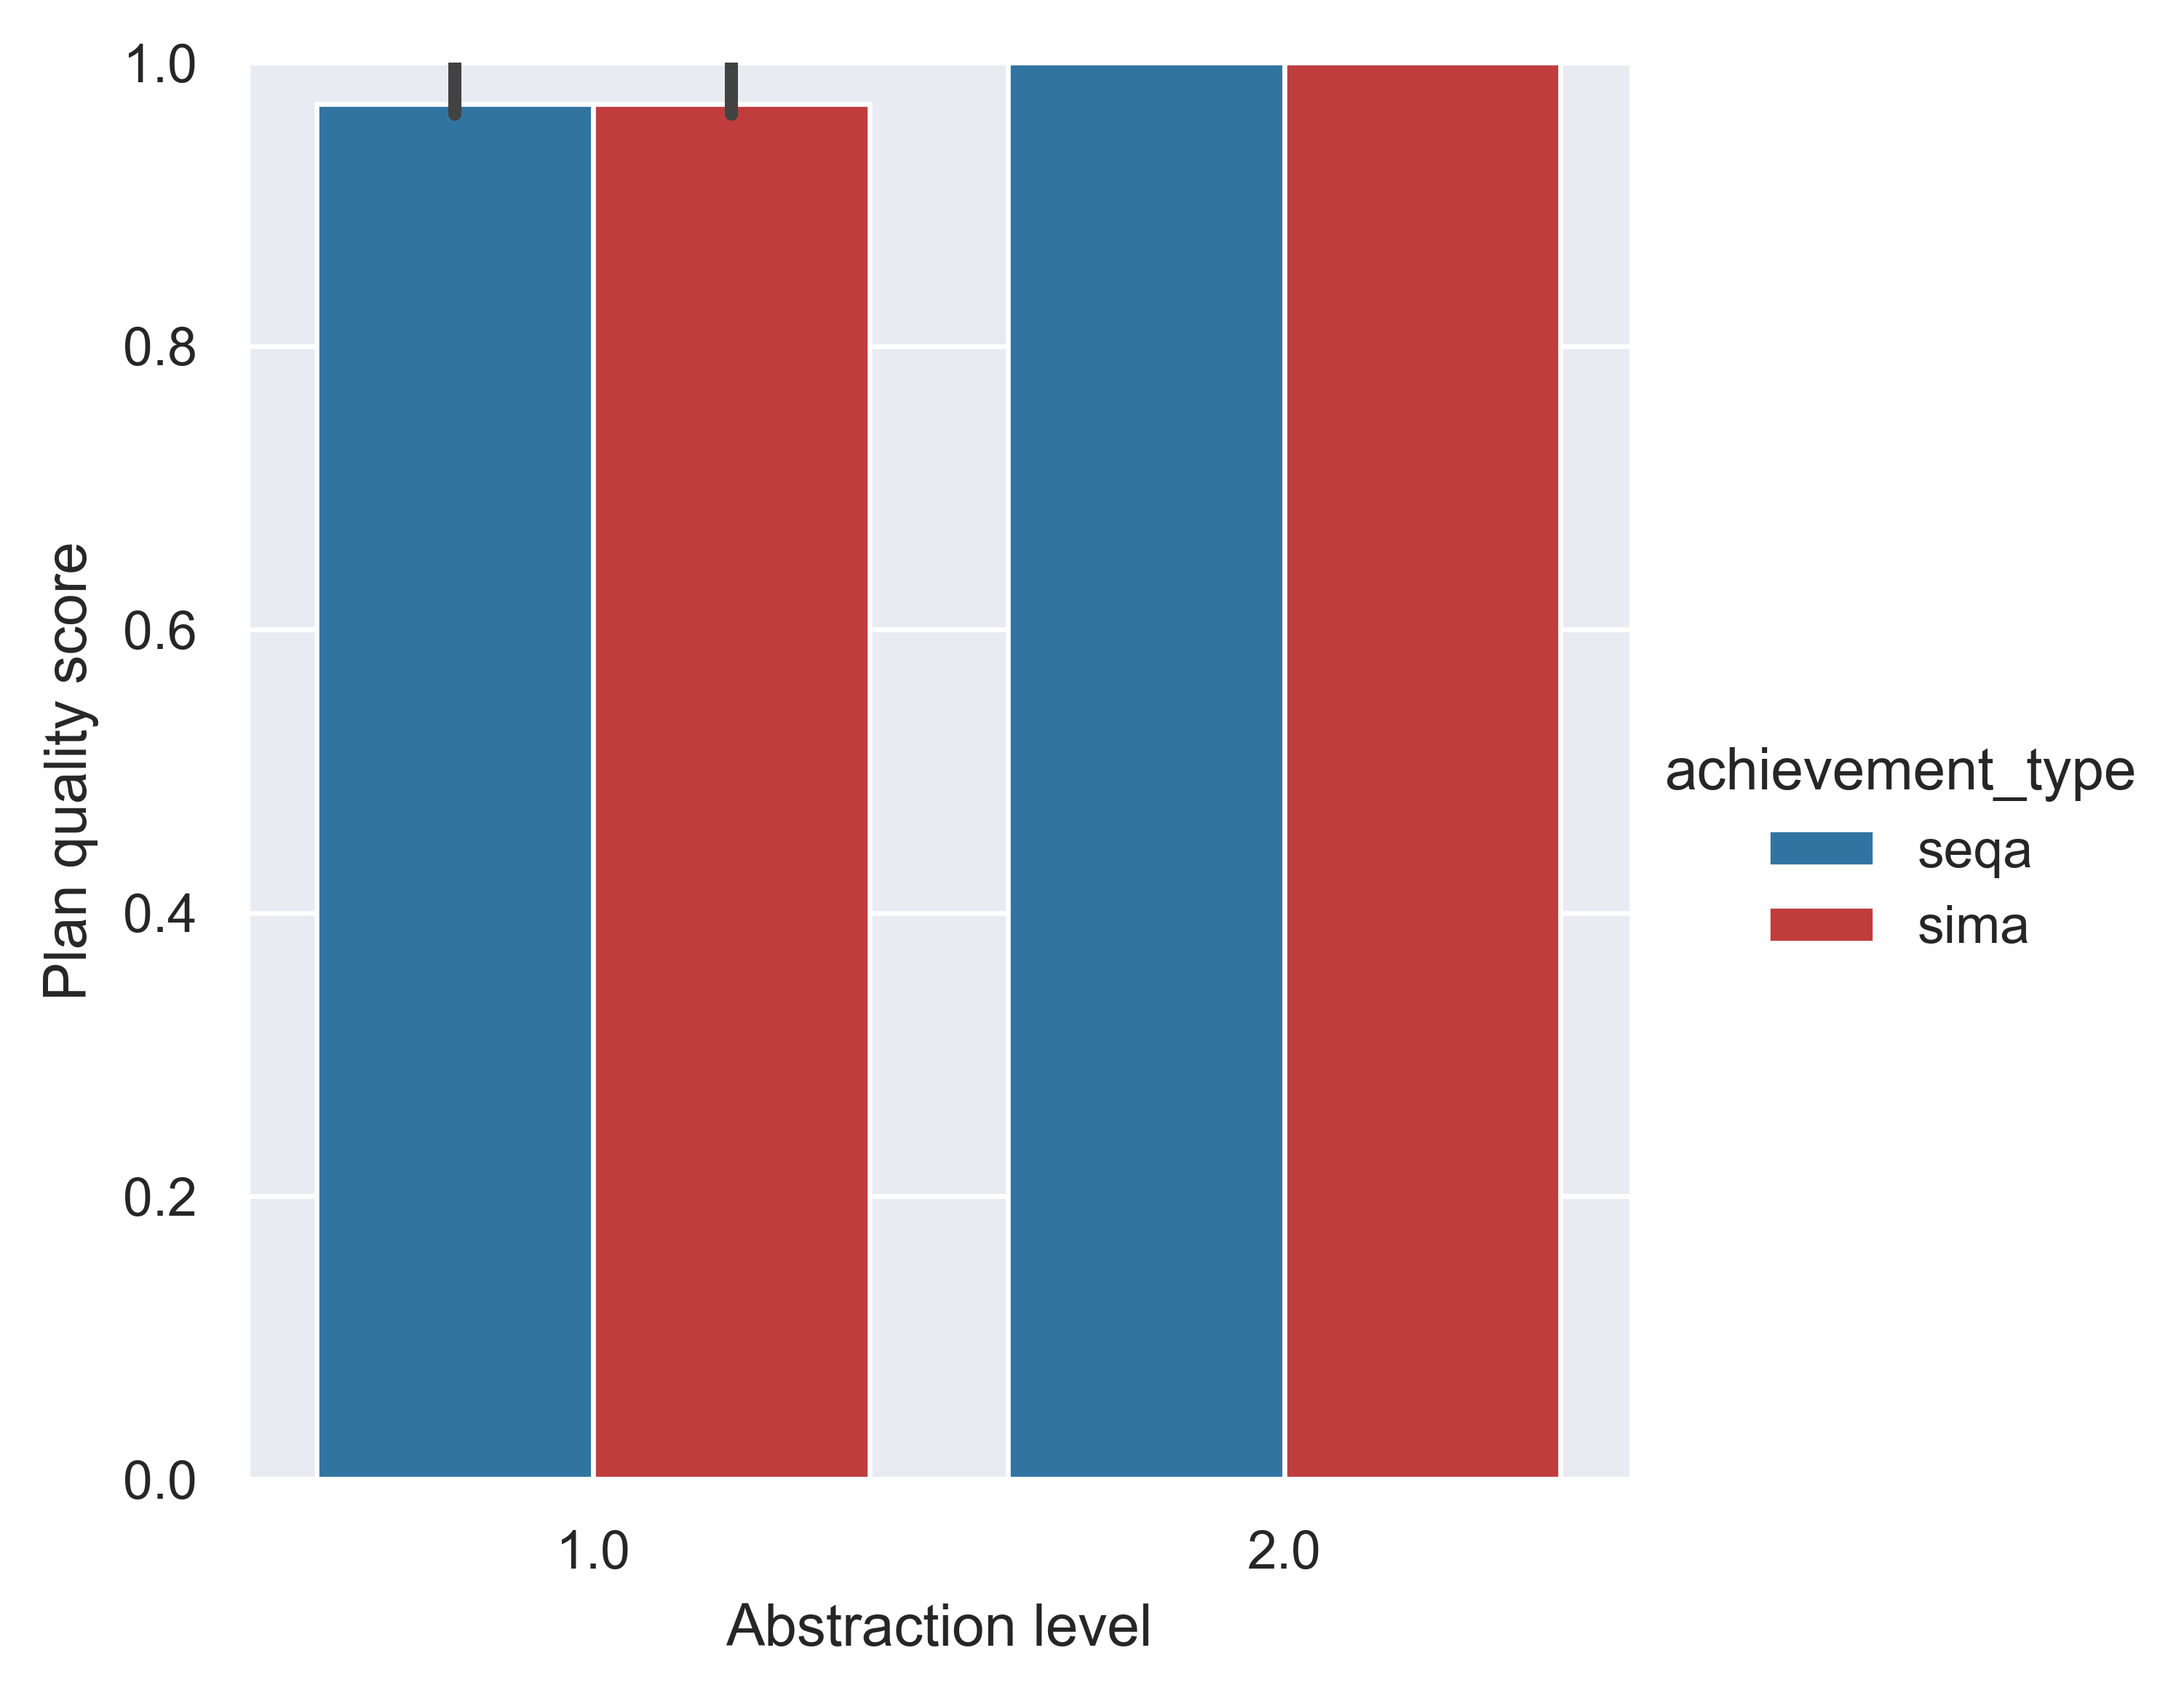 1.0
0.8
0.6
0.4
0.2
0.0
Plan quality score
1.0
2.0
Abstraction level
achievement_type
seqa
sima